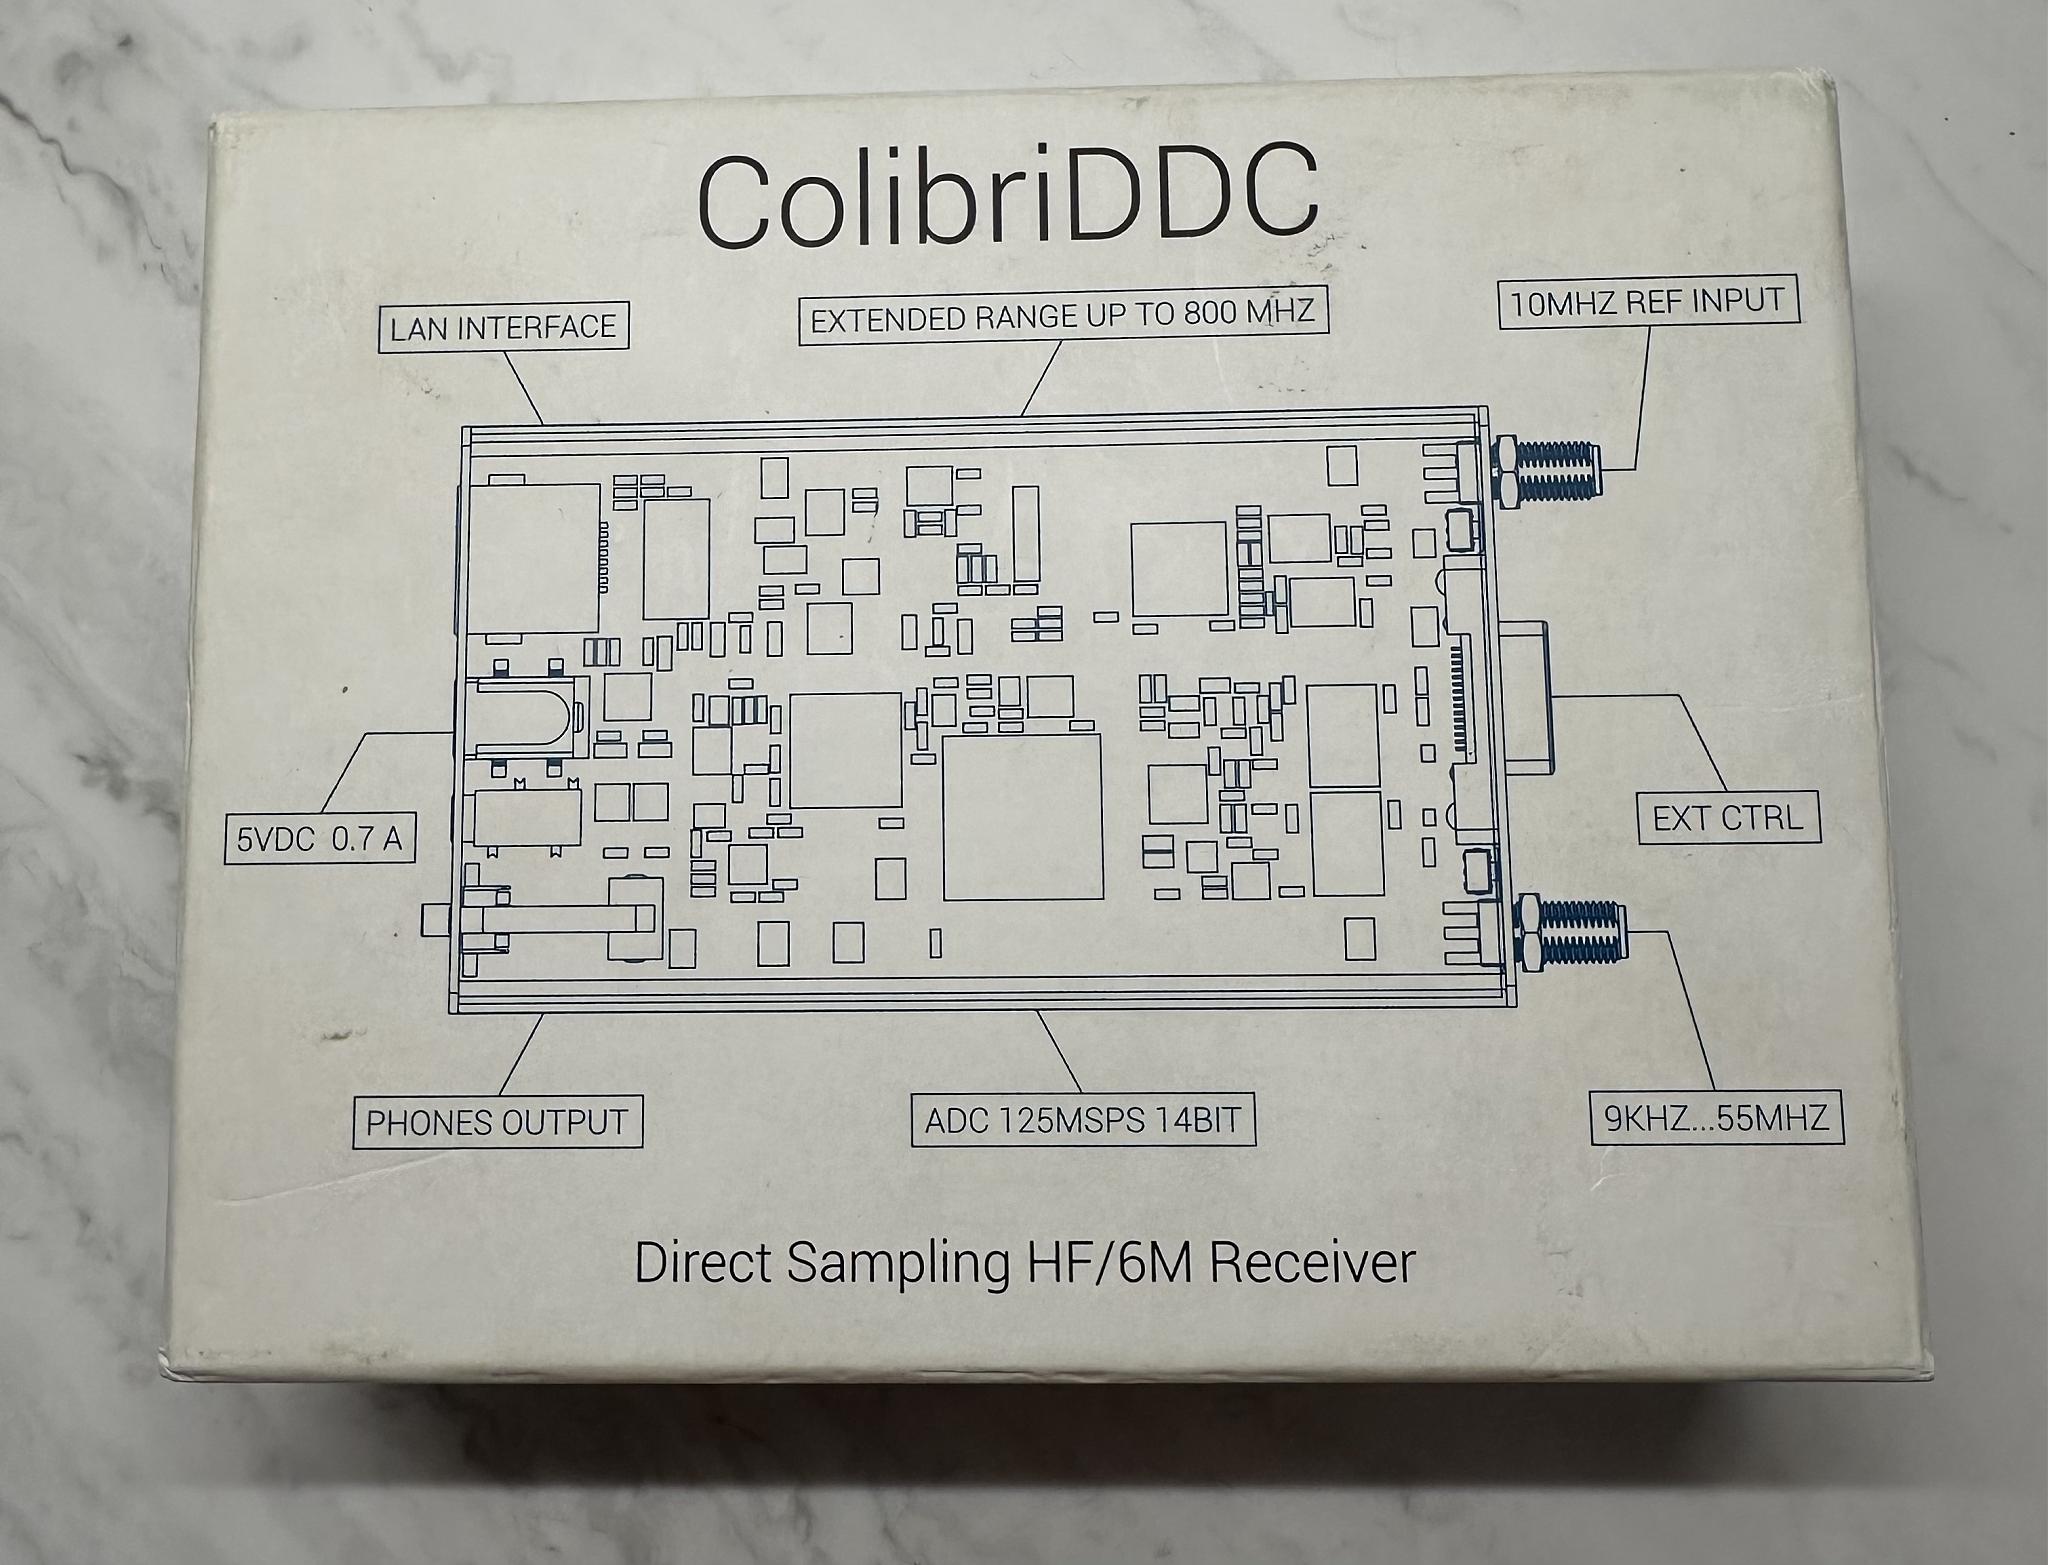 ColibriDDC
LAN INTERFACE
EXTENDED RANGE UP TO 800 MHZ
10MHZ REF INPUT
5VDC 0.7 A
EXT CTRL
PHONES OUTPUT
ADC 125MSPS 14BIT
9KHZ...55MHZ
Direct Sampling HF/6M Receiver